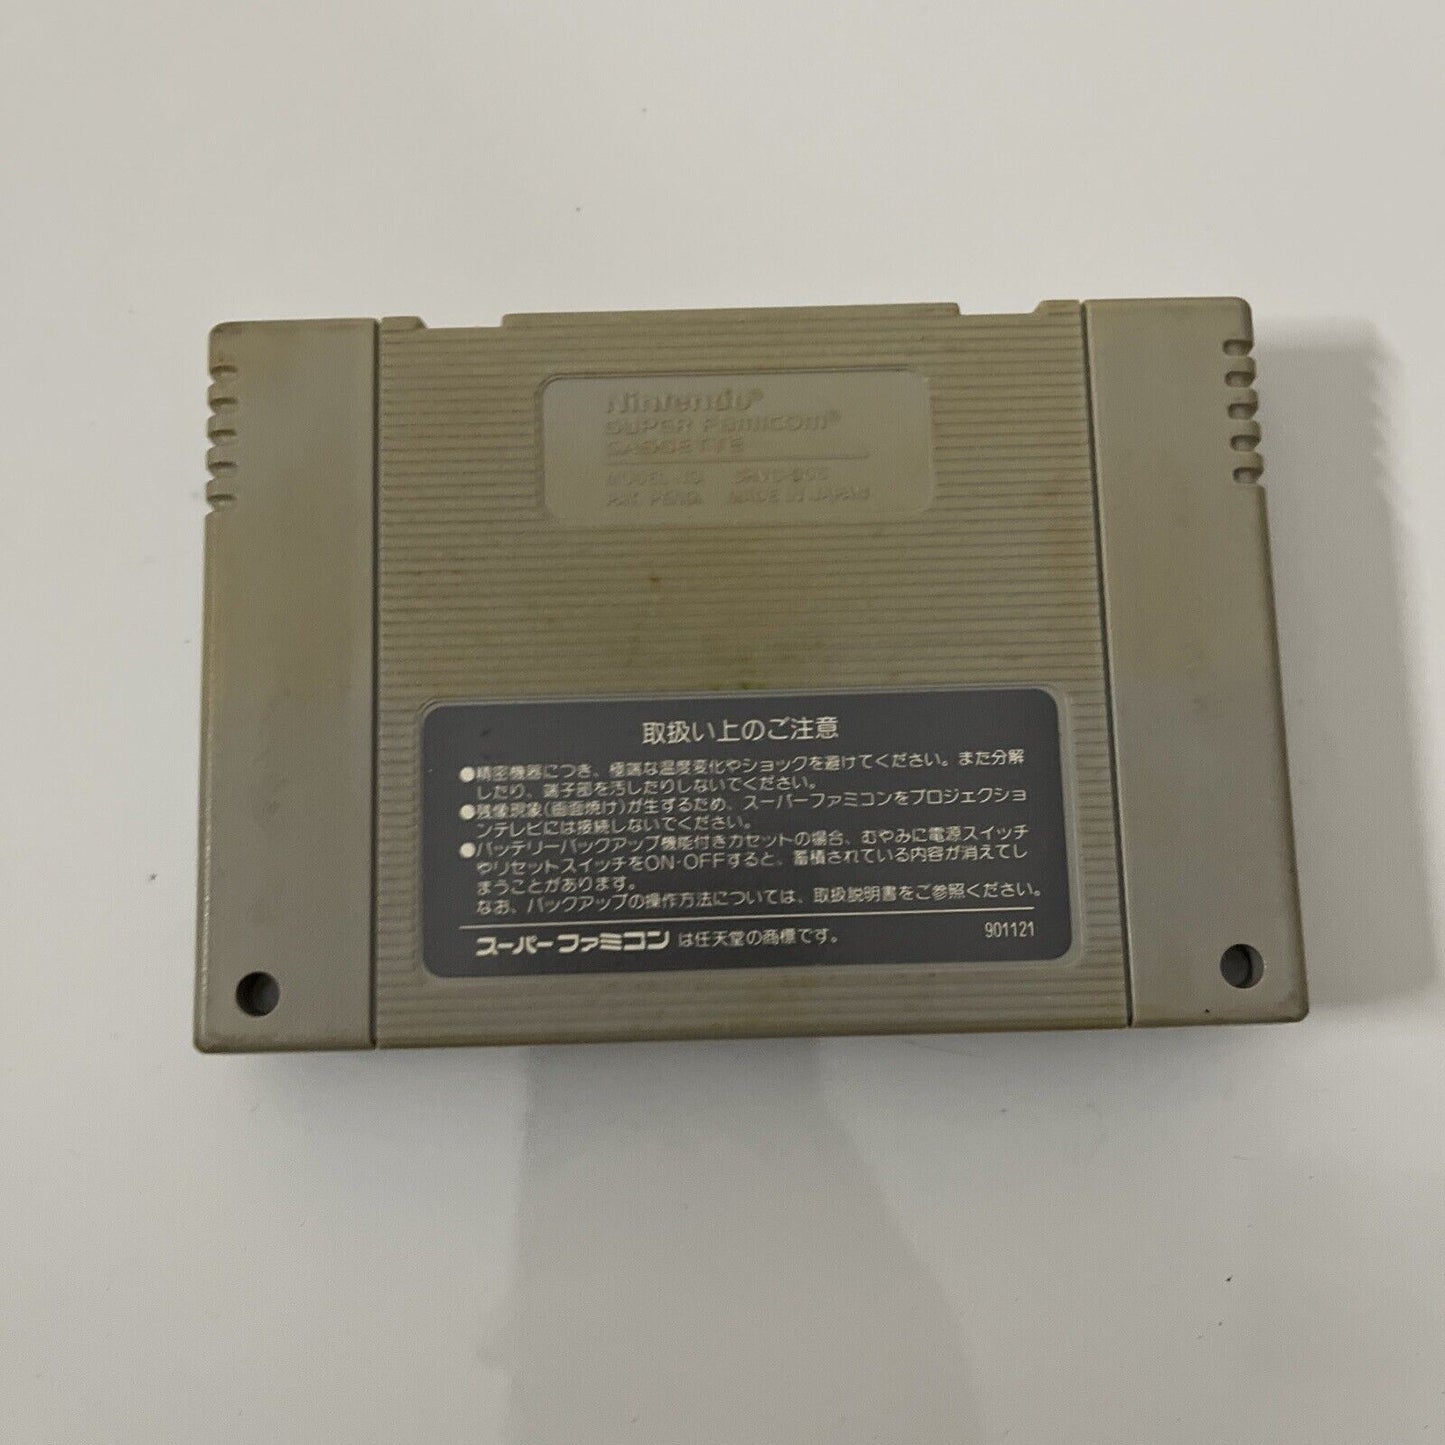 Nintendo®
SUPER FAMICOM®
CASSETTE
MODEL NO. SHVC-006
PAT. PEND. MADE IN JAPAN
取扱い上のご注意
●精密機器につき、極端な温度変化やショックを避けてください。また分解
したり、端子部を汚したりしないでください。
●残像現象(画面焼け)が生ずるため、スーパーファミコンをプロジェクショ
ンテレビには接続しないでください。
●バッテリーバックアップ機能付きカセットの場合、むやみに電源スイッチ
やリセットスイッチをON・OFFすると、蓄積されている内容が消えてし
まうことがあります。
なお、バックアップの操作方法については、取扱説明書をご参照ください。
スーパーファミコン は任天堂の商標です。 901121